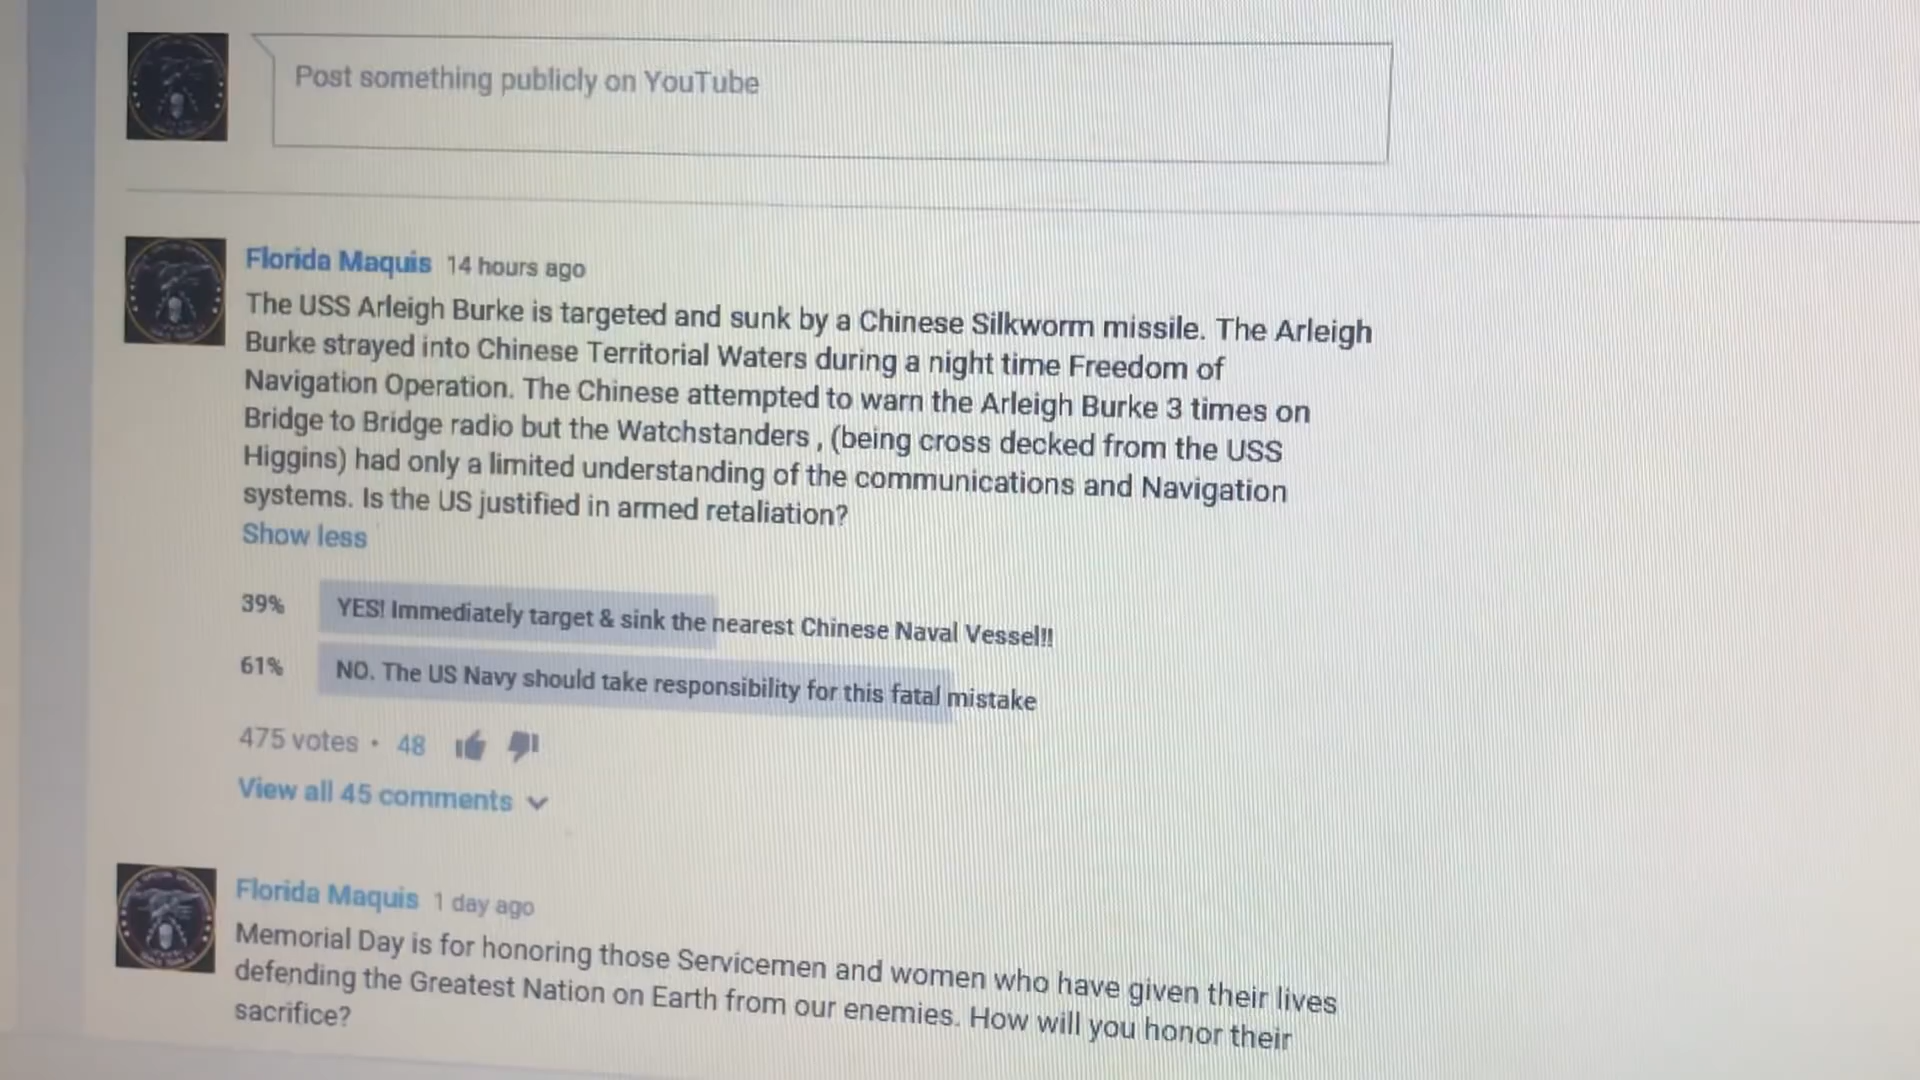 Post something publicly on YouTube
Florida Maquis 14 hours ago
The USS Arleigh Burke is targeted and sunk by a Chinese Silkworm missile. The Arleigh
Burke strayed into Chinese Territorial Waters during a night time Freedom of
Navigation Operation. The Chinese attempted to warn the Arleigh Burke 3 times on
Bridge to Bridge radio but the Watchstanders , (being cross decked from the USS
Higgins) had only a limited understanding of the communications and Navigation
systems. Is the US justified in armed retaliation?
Show less
39% YES! Immediately target & sink the nearest Chinese Naval Vessel!!
61% NO. The US Navy should take responsibility for this fatal mistake
475 votes • 48
View all 45 comments
Florida Maquis 1 day ago
Memorial Day is for honoring those Servicemen and women who have given their lives
defending the Greatest Nation on Earth from our enemies. How will you honor their
sacrifice?